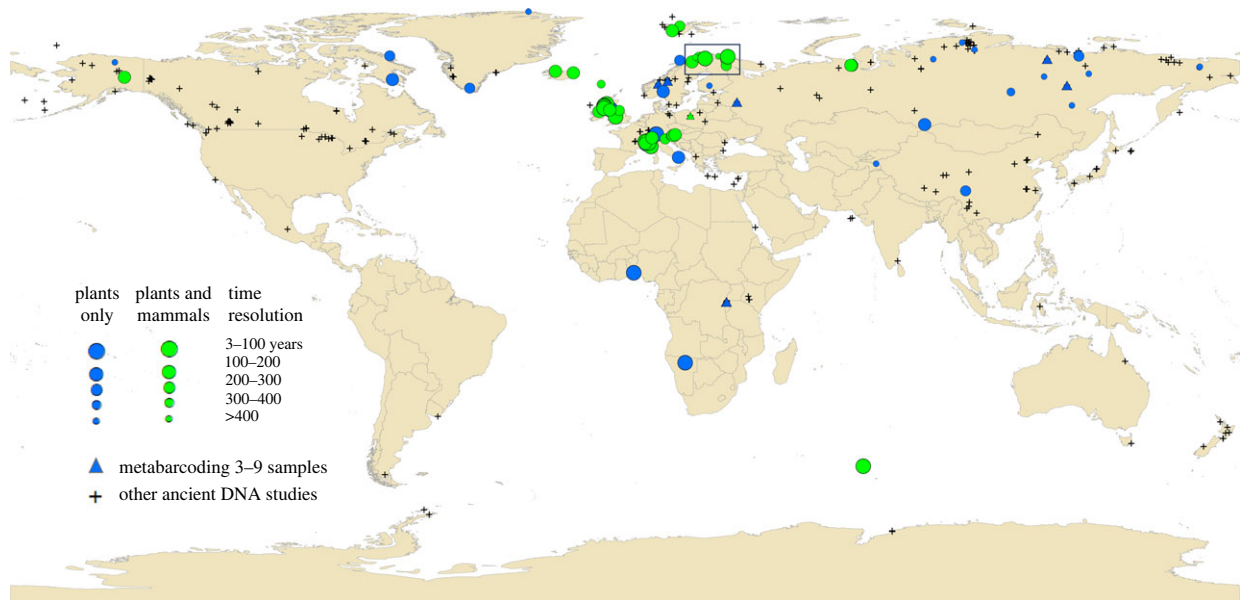 plants only
plants and mammals
time resolution
3–100 years
100–200
200–300
300–400
>400
metabarcoding 3–9 samples
other ancient DNA studies